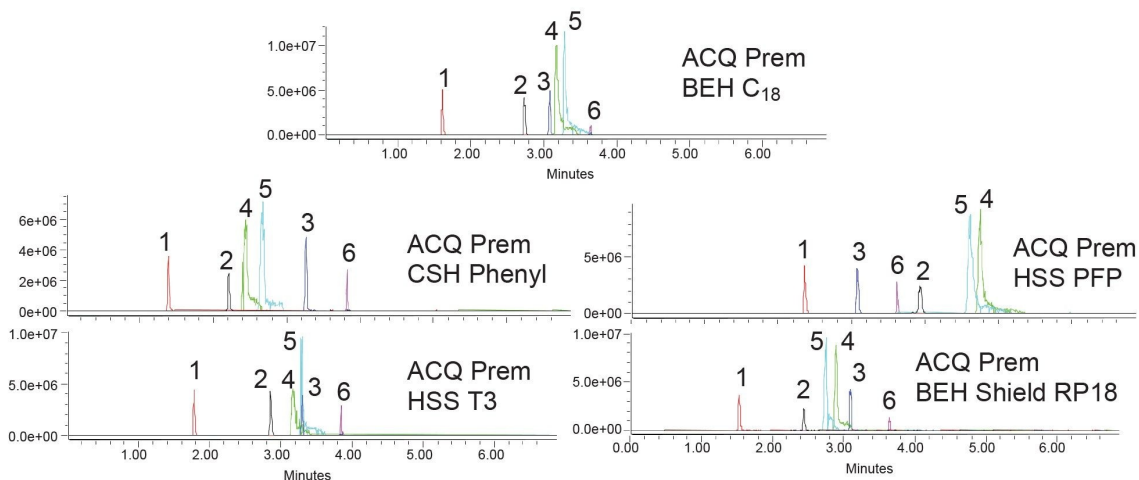 ACQ Prem
BEH C18
1.0e+07
5.0e+06
0.0e+00
1 2 3 4 5 6
1.00 2.00 3.00 4.00 5.00 6.00
Minutes
ACQ Prem
CSH Phenyl
6e+06
4e+06
2e+06
0e+00
1 2 4 5 3 6
ACQ Prem
HSS PFP
5e+06
0e+00
1 3 6 2 5 4
ACQ Prem
HSS T3
1.0e+07
5.0e+06
0.0e+00
1 2 4 5 3 6
1.00 2.00 3.00 4.00 5.00 6.00
Minutes
ACQ Prem
BEH Shield RP18
1.0e+07
5.0e+06
0.0e+00
1 2 5 4 3 6
0.00 1.00 2.00 3.00 4.00 5.00 6.00
Minutes